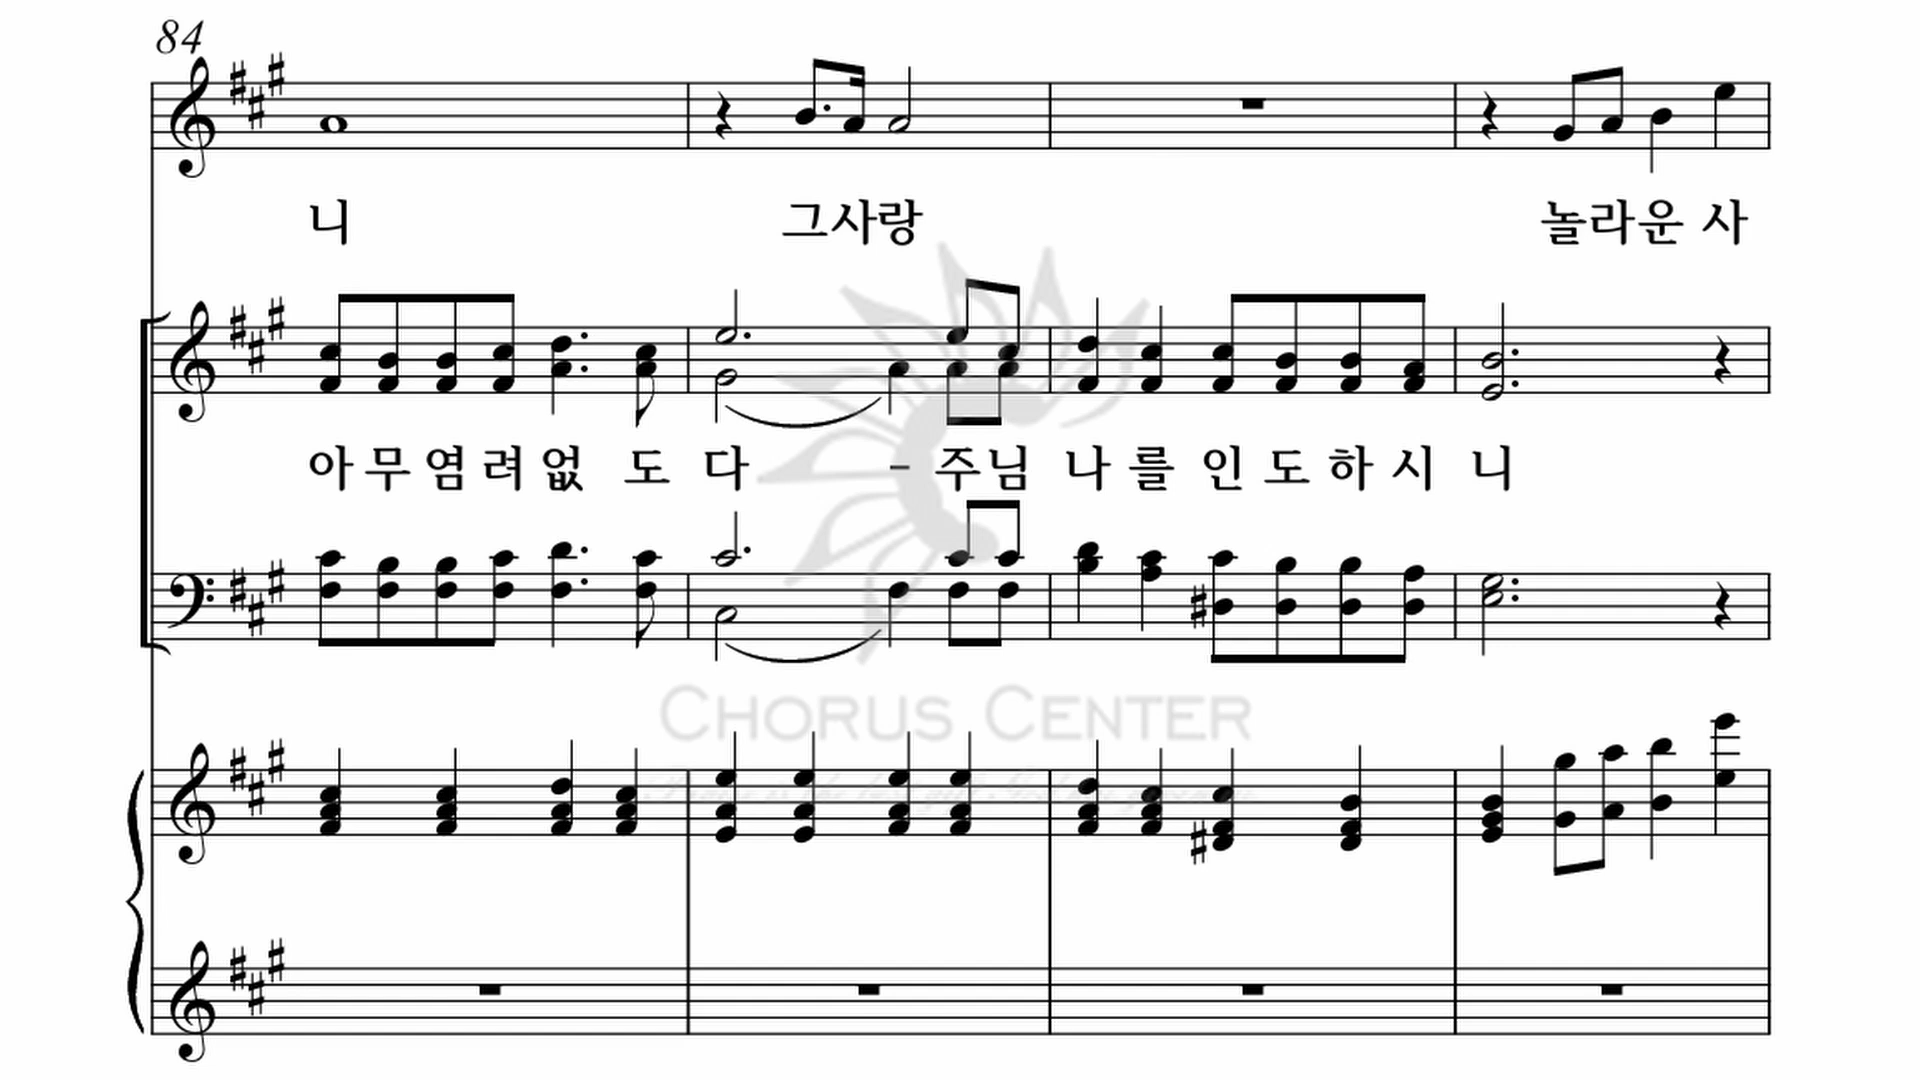 84
니 그사랑 놀라운 사
아무염려없 도 다 - 주님 나 를 인 도 하 시 니
CHORUS CENTER